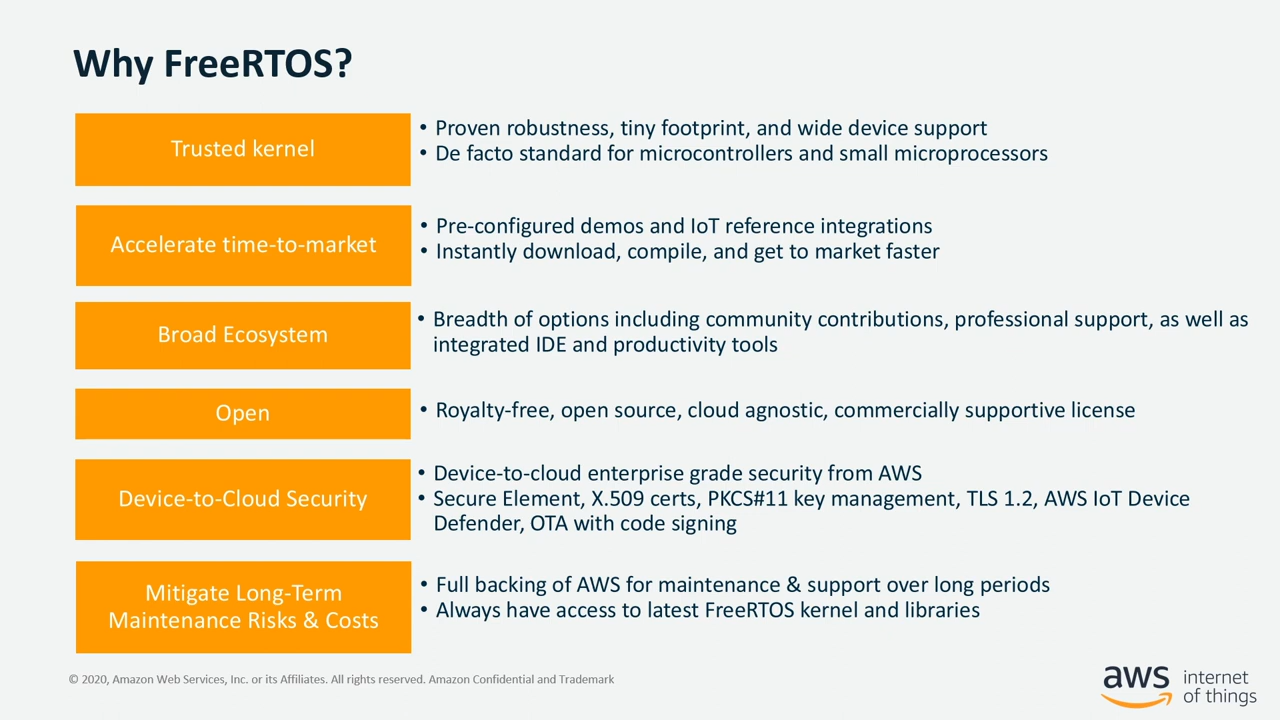 Why FreeRTOS?
Trusted kernel
• Proven robustness, tiny footprint, and wide device support
• De facto standard for microcontrollers and small microprocessors
Accelerate time-to-market
• Pre-configured demos and IoT reference integrations
• Instantly download, compile, and get to market faster
Broad Ecosystem
• Breadth of options including community contributions, professional support, as well as
integrated IDE and productivity tools
Open
• Royalty-free, open source, cloud agnostic, commercially supportive license
Device-to-Cloud Security
• Device-to-cloud enterprise grade security from AWS
• Secure Element, X.509 certs, PKCS#11 key management, TLS 1.2, AWS IoT Device
Defender, OTA with code signing
Mitigate Long-Term
Maintenance Risks & Costs
• Full backing of AWS for maintenance & support over long periods
• Always have access to latest FreeRTOS kernel and libraries
© 2020, Amazon Web Services, Inc. or its Affiliates. All rights reserved. Amazon Confidential and Trademark
aws
internet
of things